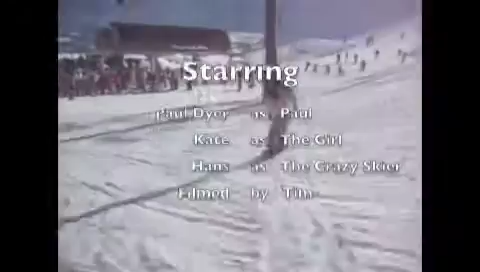 Starring
Paul Dyer as Paul
Kate as The Girl
Hans as The Crazy Skier
Filmed by Tim